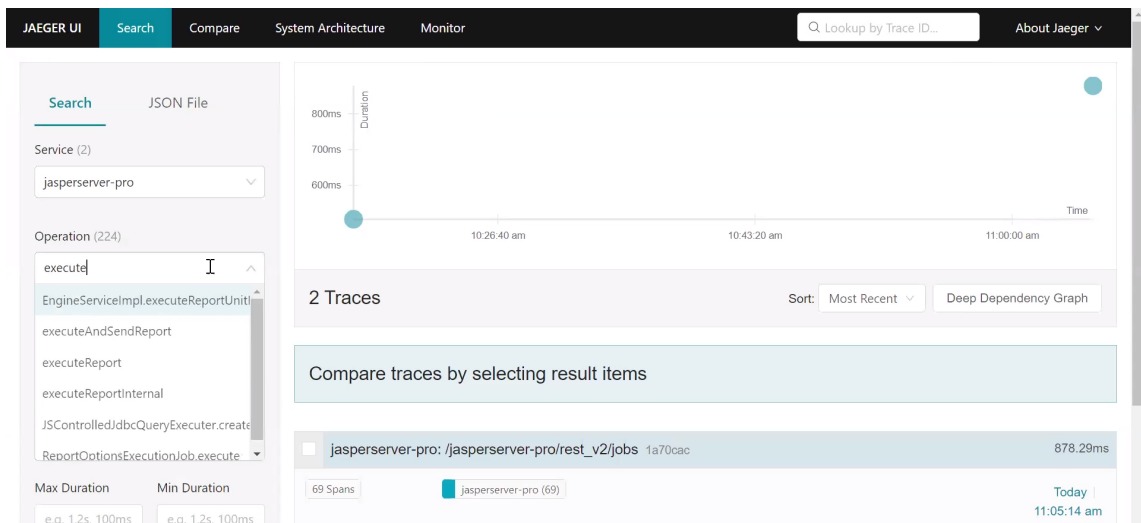 JAEGER UI Search Compare System Architecture Monitor Lookup by Trace ID... About Jaeger
Search JSON File
Service (2)
jasperserver-pro
Operation (224)
execute
EngineServiceImpl.executeReportUnit
executeAndSendReport
executeReport
executeReportInternal
JSControlledJdbcQueryExecuter.create
ReportOptionsExecutionJob.execute
Max Duration Min Duration
e.g. 1.2s, 100ms e.g. 1.2s, 100ms
Duration
800ms
700ms
600ms
Time
10:26:40 am 10:43:20 am 11:00:00 am
2 Traces Sort: Most Recent Deep Dependency Graph
Compare traces by selecting result items
jasperserver-pro: /jasperserver-pro/rest_v2/jobs 1a70cac 878.29ms
69 Spans jasperserver-pro (69) Today
11:05:14 am